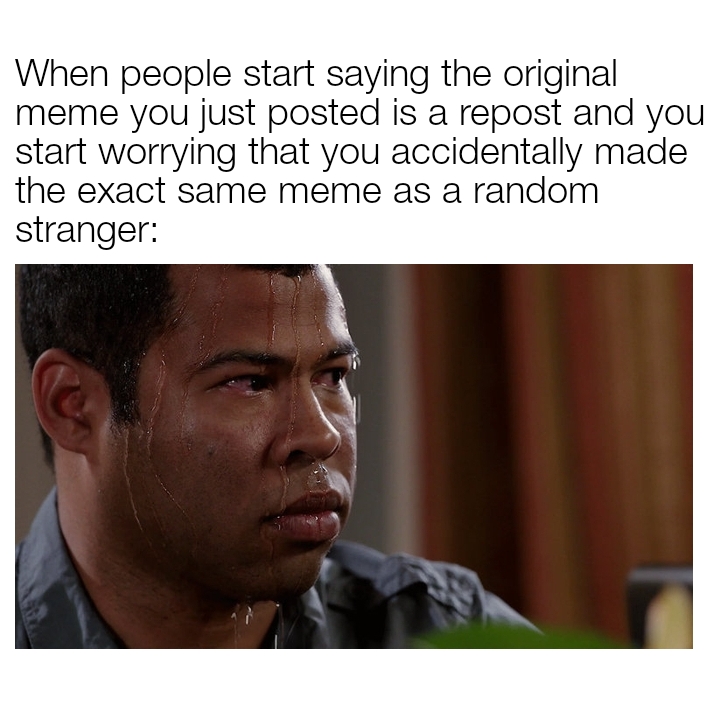 When people start saying the original
meme you just posted is a repost and you
start worrying that you accidentally made
the exact same meme as a random
stranger: